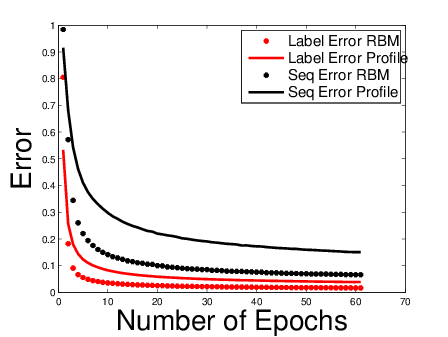 1
0.9
0.8
0.7
0.6
0.5
0.4
0.3
0.2
0.1
0
0 10 20 30 40 50 60 70
Error
Number of Epochs
Label Error RBM
Label Error Profile
Seq Error RBM
Seq Error Profile